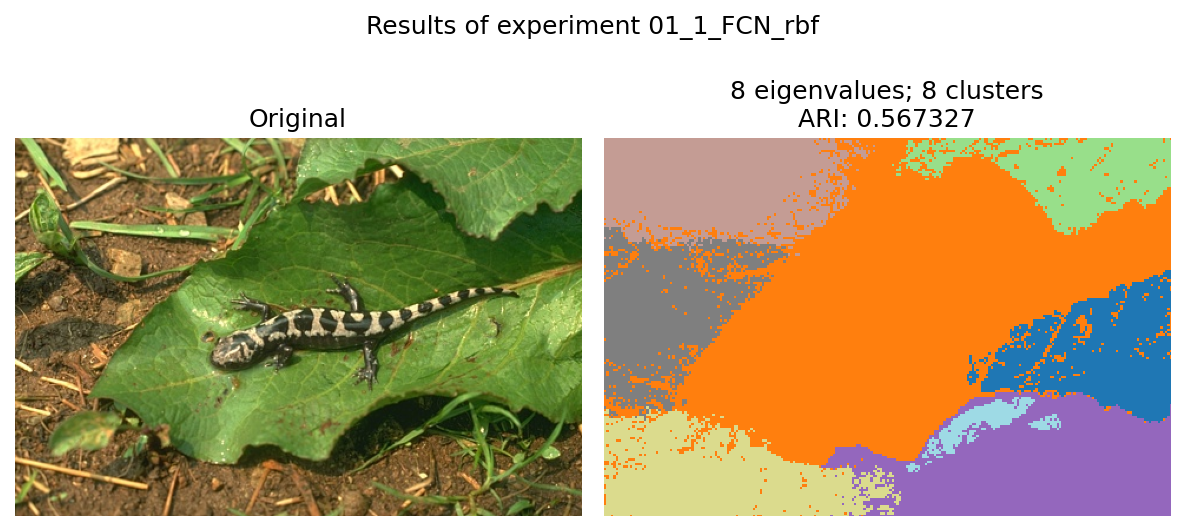 Results of experiment 01_1_FCN_rbf
Original
8 eigenvalues; 8 clusters
ARI: 0.567327